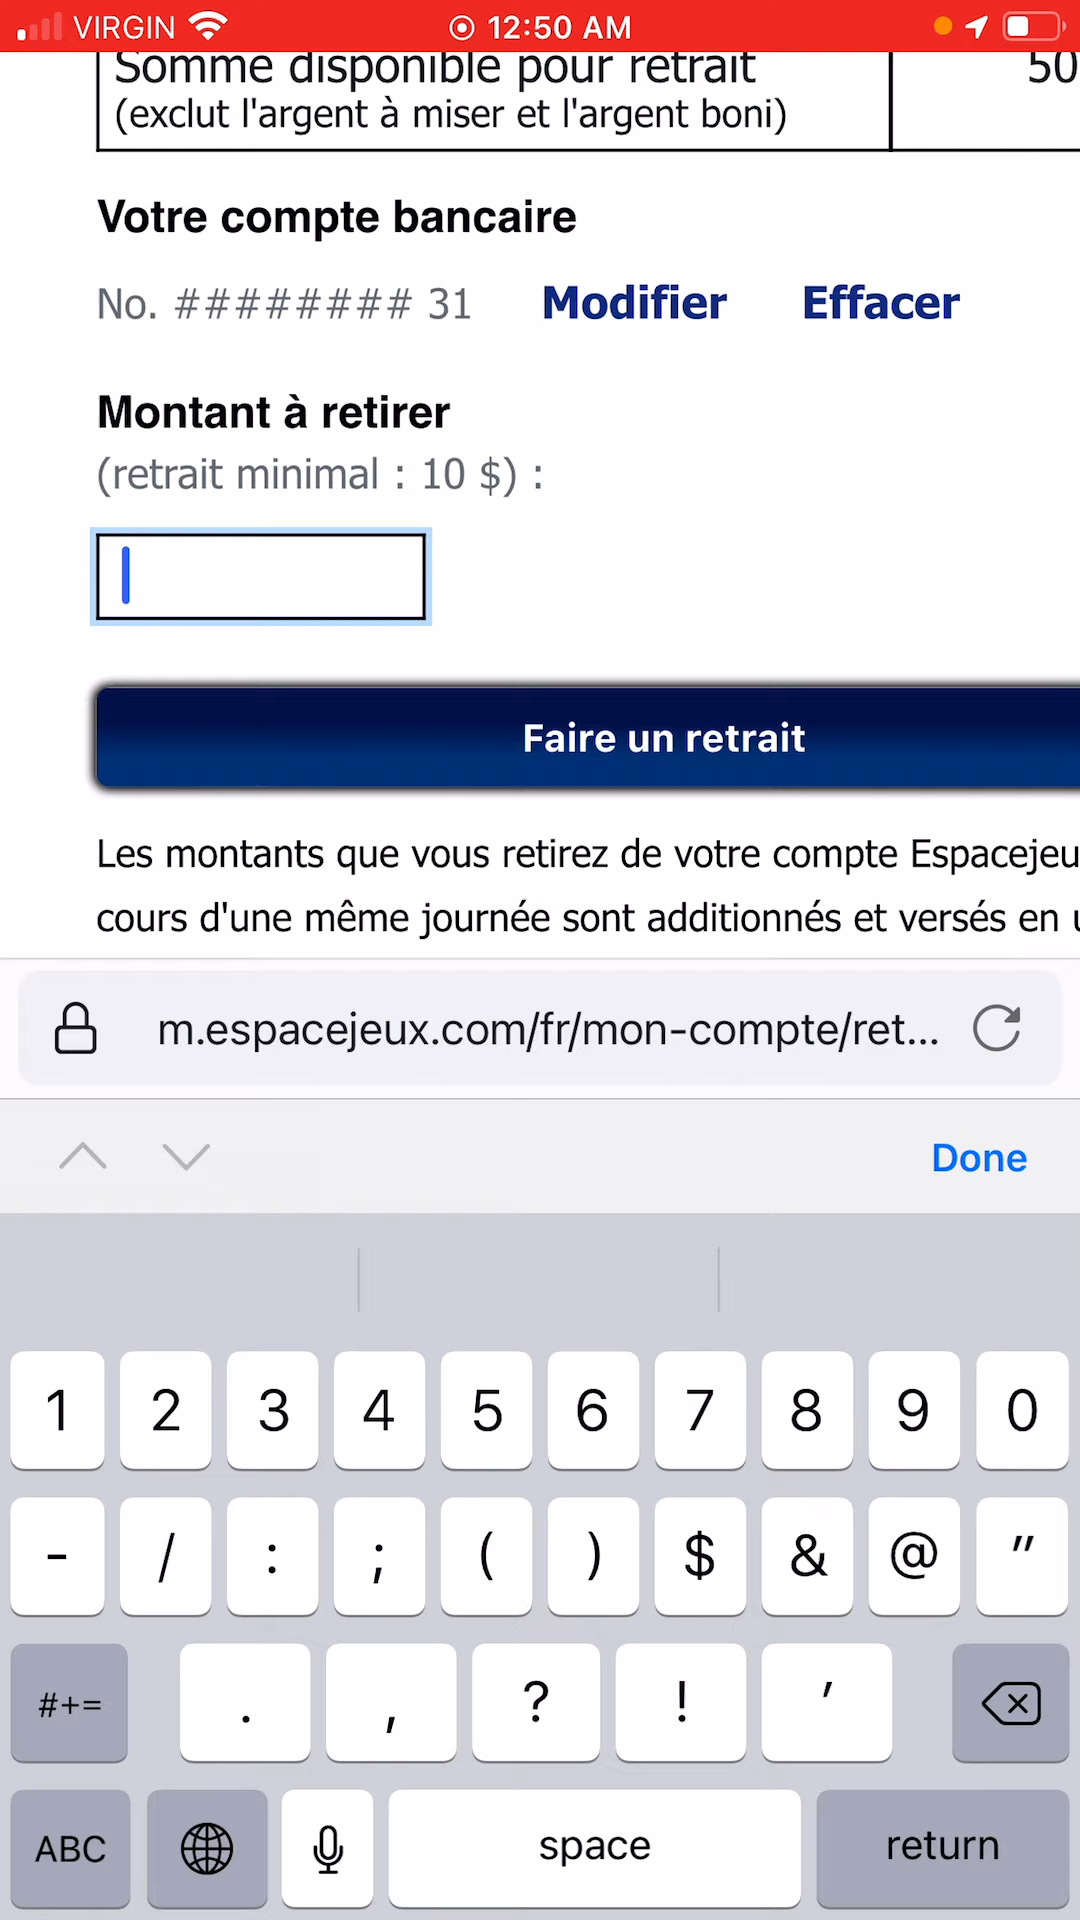 VIRGIN 12:50 AM
Somme disponible pour retrait 50
(exclut l'argent à miser et l'argent boni)
Votre compte bancaire
No. ######## 31 Modifier Effacer
Montant à retirer
(retrait minimal : 10 $) :
Faire un retrait
Les montants que vous retirez de votre compte Espacejeu
cours d'une même journée sont additionnés et versés en u
m.espacejeux.com/fr/mon-compte/ret...
Done
1 2 3 4 5 6 7 8 9 0
- / : ; ( ) $ & @ "
#+= . , ? ! '
ABC space return